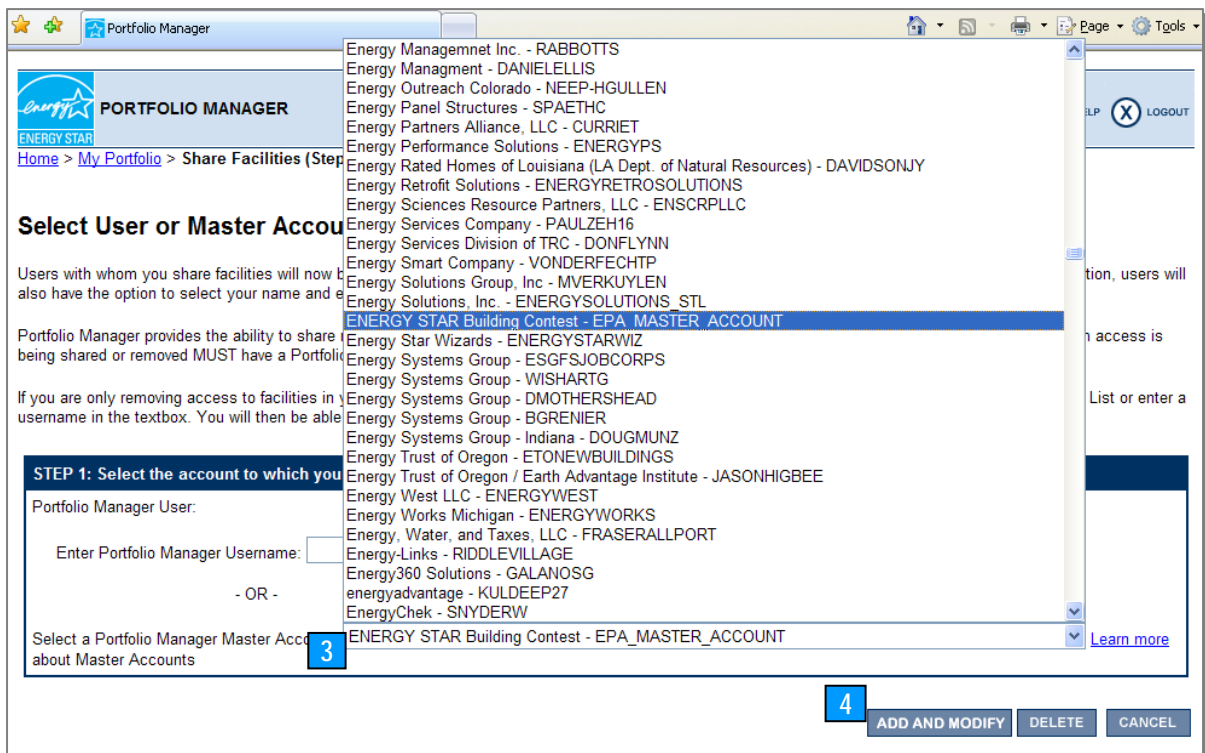 Portfolio Manager
Page
Tools
energy
ENERGY STAR
PORTFOLIO MANAGER
LOGOUT
X
Home > My Portfolio > Share Facilities (Step
Select User or Master Accou
Users with whom you share facilities will now b
tion, users will
also have the option to select your name and e
Portfolio Manager provides the ability to share
access is
being shared or removed MUST have a Portfoli
If you are only removing access to facilities in
List or enter a
username in the textbox. You will then be able
Energy Managemnet Inc. - RABBOTTS
Energy Managment - DANIELELLIS
Energy Outreach Colorado - NEEP-HGULLEN
Energy Panel Structures - SPAETHC
Energy Partners Alliance, LLC - CURRIET
Energy Performance Solutions - ENERGYPS
Energy Rated Homes of Louisiana (LA Dept. of Natural Resources) - DAVIDSONJY
Energy Retrofit Solutions - ENERGYRETROSOLUTIONS
Energy Sciences Resource Partners, LLC - ENSCRPLLC
Energy Services Company - PAULZEH16
Energy Services Division of TRC - DONFLYNN
Energy Smart Company - VONDERFECHTP
Energy Solutions Group, Inc - MVERKUYLEN
Energy Solutions, Inc. - ENERGYSOLUTIONS_STL
ENERGY STAR Building Contest - EPA_MASTER_ACCOUNT
Energy Star Wizards - ENERGYSTARWIZ
Energy Systems Group - ESGFSJOBCORPS
Energy Systems Group - WISHARTG
Energy Systems Group - DMOTHERSHEAD
Energy Systems Group - BGRENIER
Energy Systems Group - Indiana - DOUGMUNZ
Energy Trust of Oregon - ETONEWBUILDINGS
Energy Trust of Oregon / Earth Advantage Institute - JASONHIGBEE
Energy West LLC - ENERGYWEST
Energy Works Michigan - ENERGYWORKS
Energy, Water, and Taxes, LLC - FRASERALLPORT
Energy-Links - RIDDLEVILLAGE
Energy360 Solutions - GALANOSG
energyadvantage - KULDEEP27
EnergyChek - SNYDERW
STEP 1: Select the account to which you
Portfolio Manager User:
Enter Portfolio Manager Username:
- OR -
Select a Portfolio Manager Master Acco
3
ENERGY STAR Building Contest - EPA_MASTER_ACCOUNT
Learn more
about Master Accounts
4
ADD AND MODIFY
DELETE
CANCEL